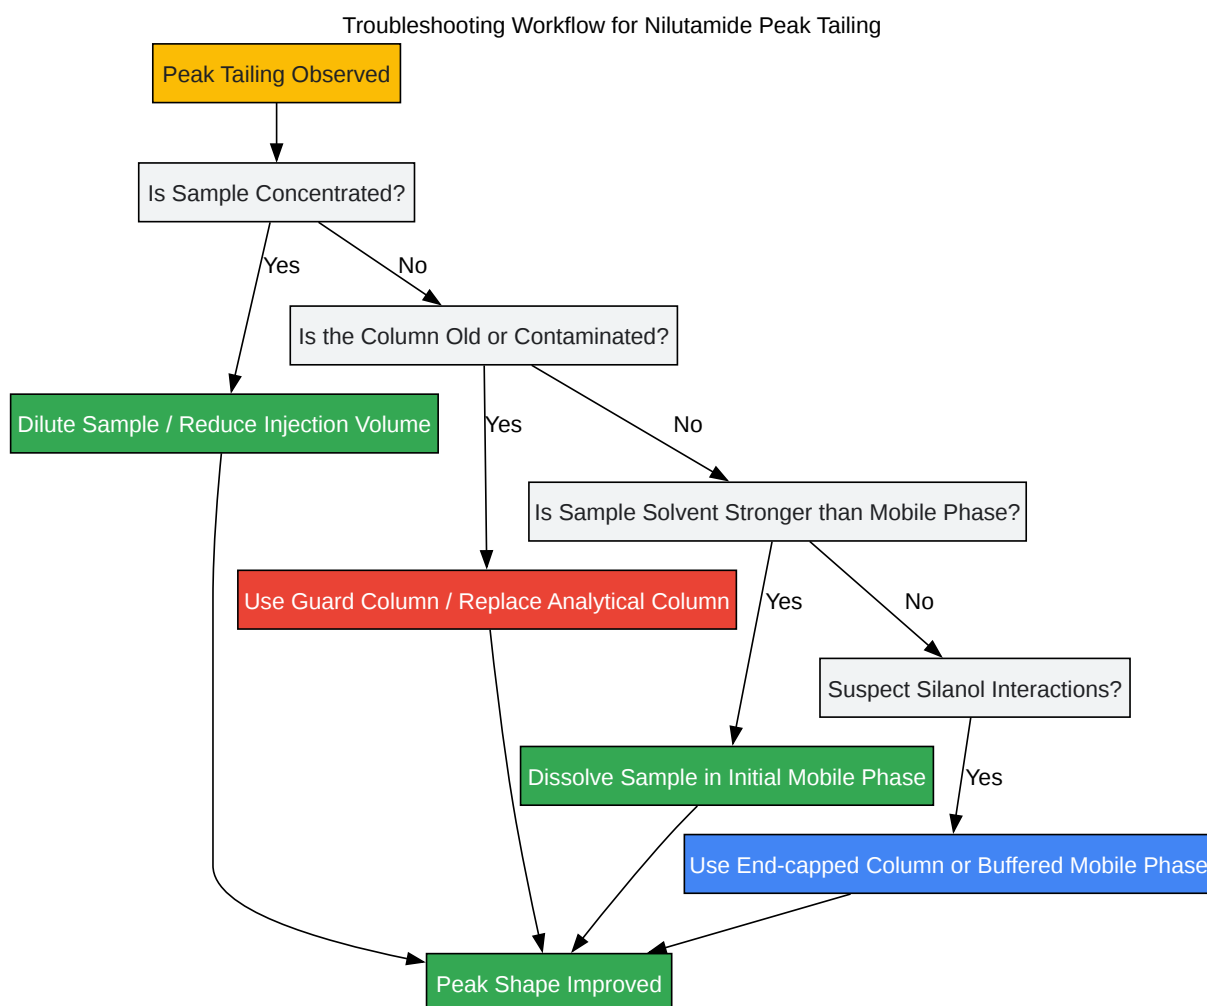 Troubleshooting Workflow for Nilutamide Peak Tailing
Peak Tailing Observed
Is Sample Concentrated?
Yes
No
Is the Column Old or Contaminated?
Dilute Sample / Reduce Injection Volume
Yes
No
Is Sample Solvent Stronger than Mobile Phase?
Use Guard Column / Replace Analytical Column
Yes
No
Suspect Silanol Interactions?
Dissolve Sample in Initial Mobile Phase
Yes
Use End-capped Column or Buffered Mobile Phase
Peak Shape Improved